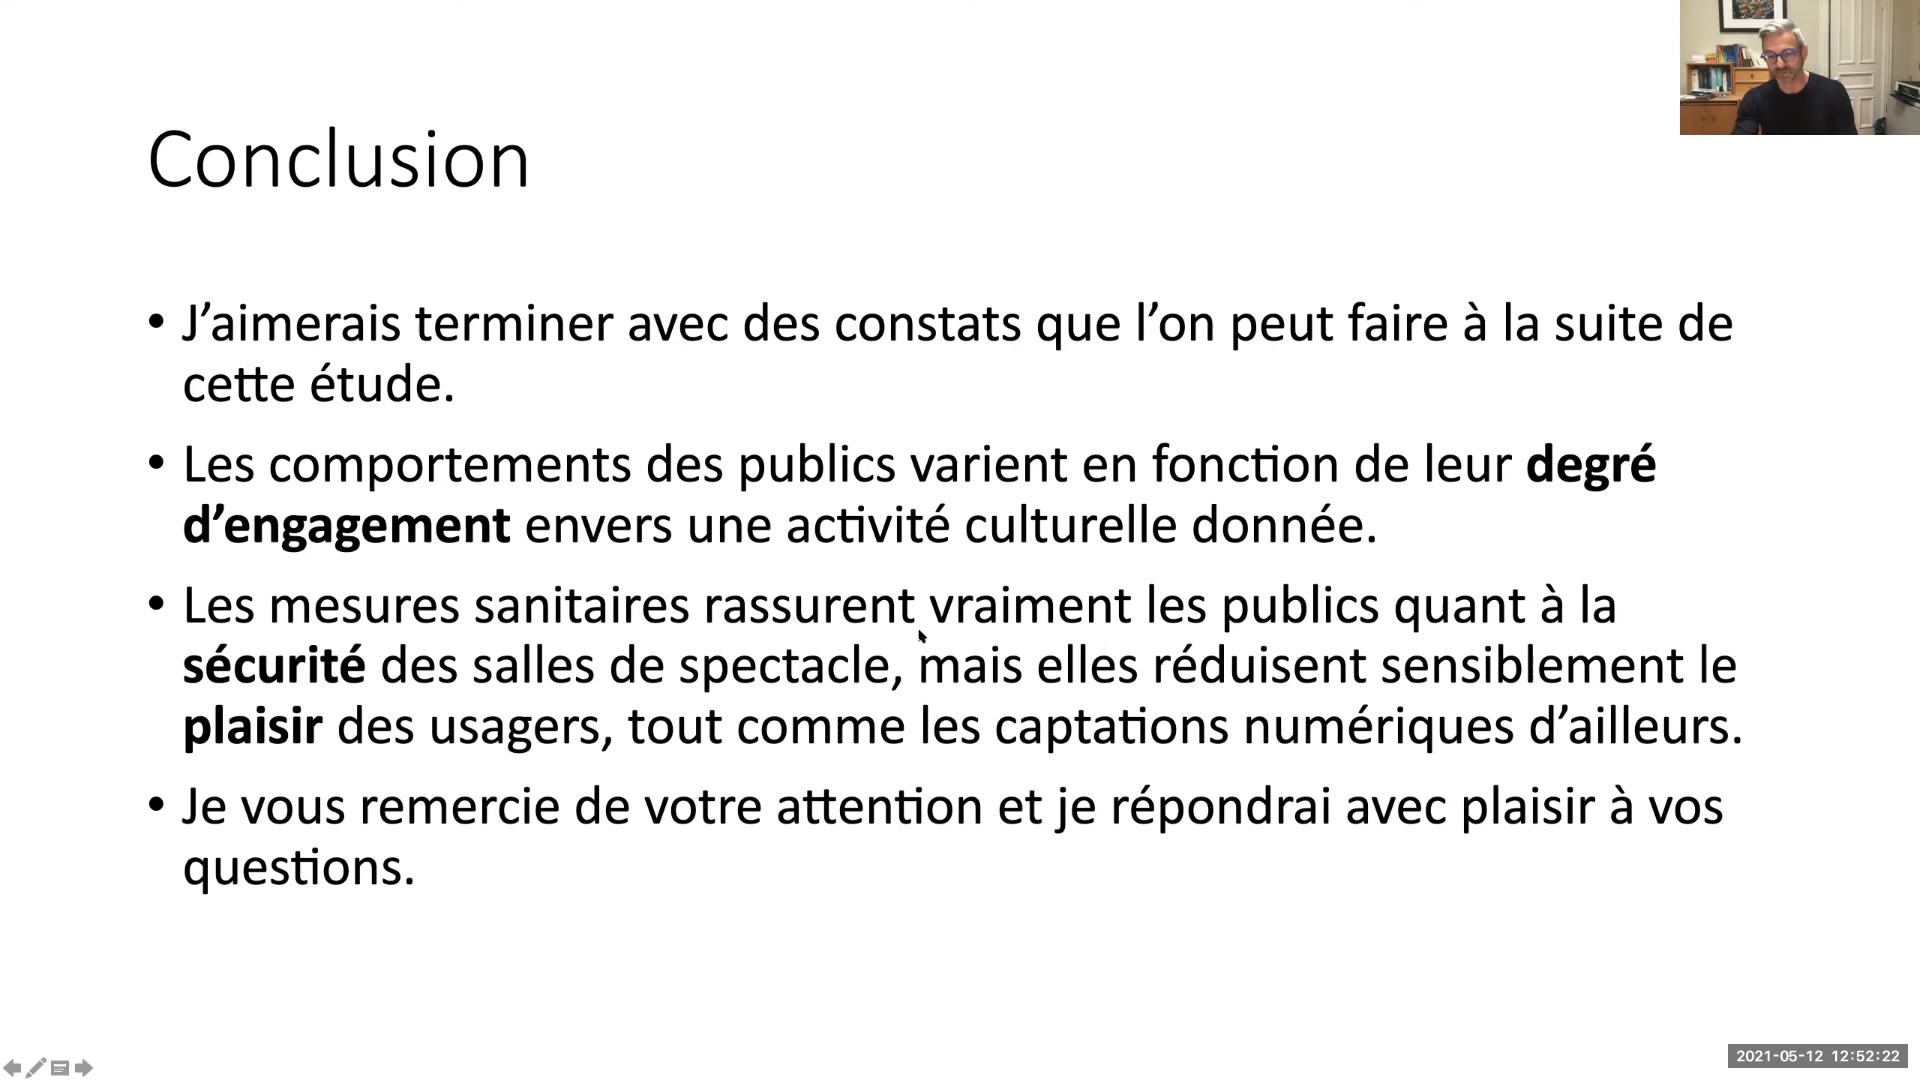 Conclusion
• J’aimerais terminer avec des constats que l’on peut faire à la suite de
cette étude.
• Les comportements des publics varient en fonction de leur degré
d’engagement envers une activité culturelle donnée.
• Les mesures sanitaires rassurent vraiment les publics quant à la
sécurité des salles de spectacle, mais elles réduisent sensiblement le
plaisir des usagers, tout comme les captations numériques d’ailleurs.
• Je vous remercie de votre attention et je répondrai avec plaisir à vos
questions.
2021-05-12 12:52:22